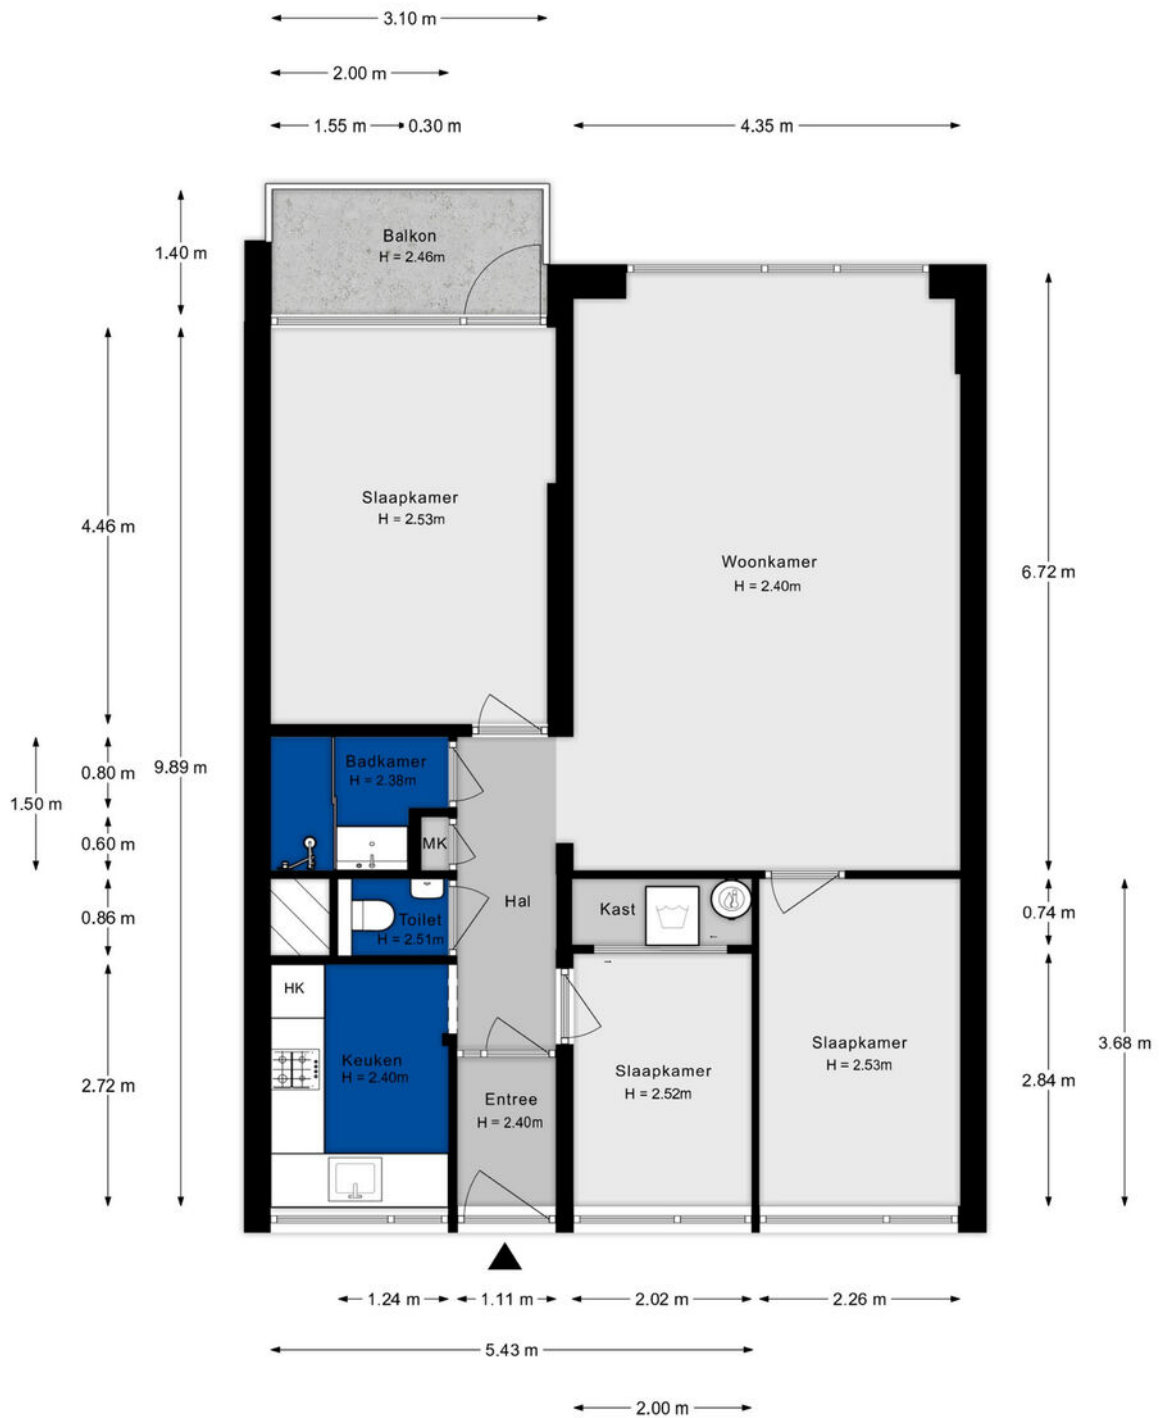 3.10 m
2.00 m
1.55 m
0.30 m
4.35 m
1.40 m
Balkon
H = 2.46m
4.46 m
Slaapkamer
H = 2.53m
Woonkamer
H = 2.40m
6.72 m
0.80 m
9.89 m
1.50 m
0.60 m
Badkamer
H = 2.38m
MK
Hal
0.86 m
Toilet
H = 2.51m
Kast
0.74 m
HK
Keuken
H = 2.40m
2.72 m
Entree
H = 2.40m
Slaapkamer
H = 2.52m
Slaapkamer
H = 2.53m
2.84 m
3.68 m
1.24 m
1.11 m
2.02 m
2.26 m
5.43 m
2.00 m